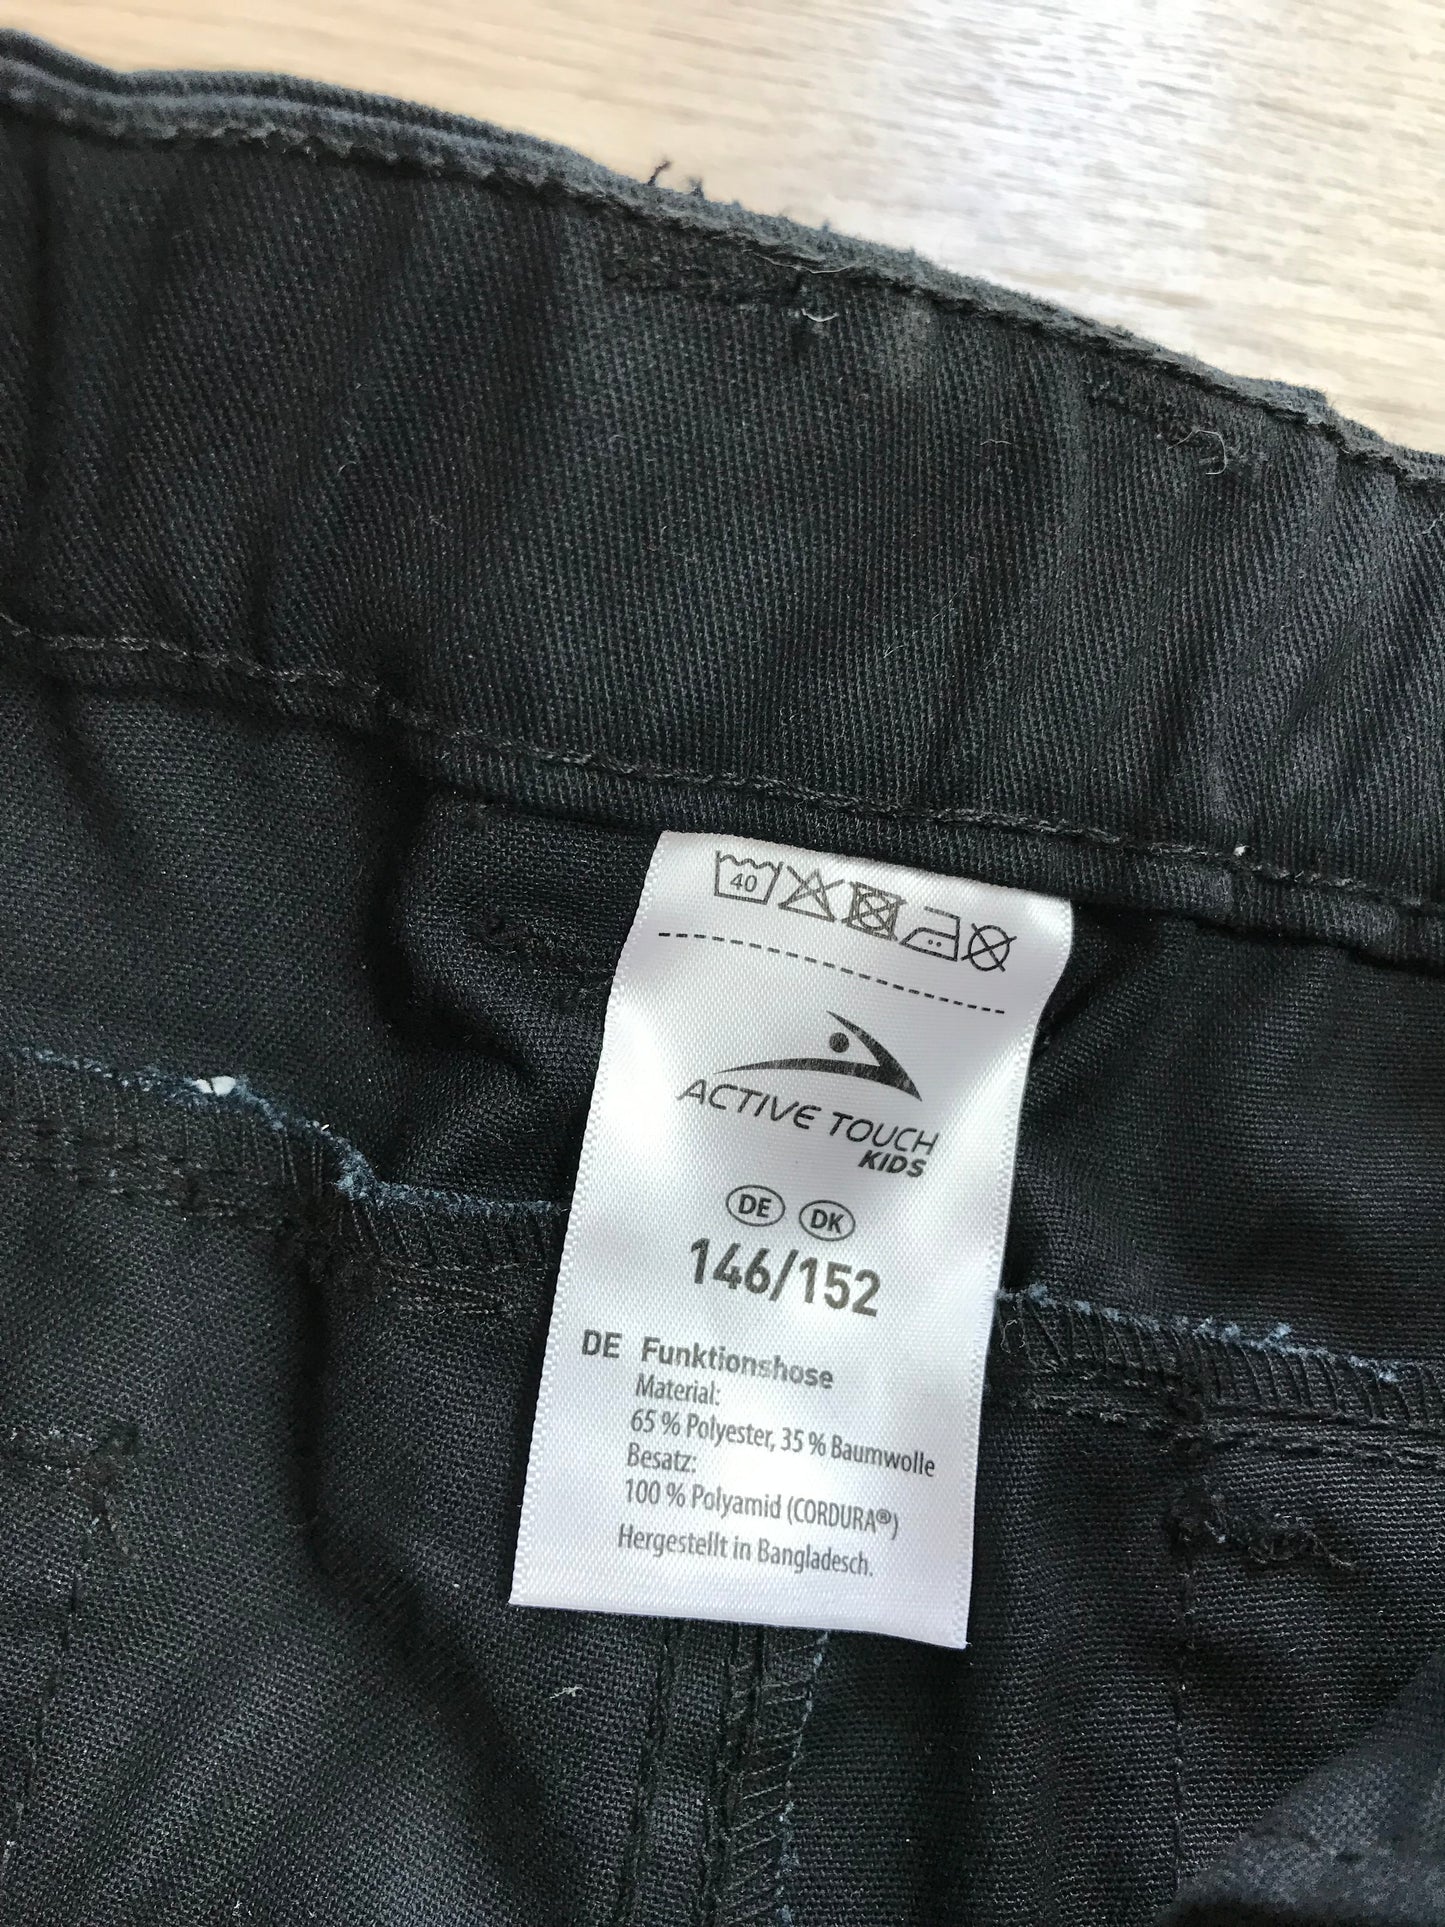 40
ACTIVE TOUCH
KIDS
DE DK
146/152
DE Funktionshose
Material:
65 % Polyester, 35 % Baumwolle
Besatz:
100 % Polyamid (CORDURA®)
Hergestellt in Bangladesch.